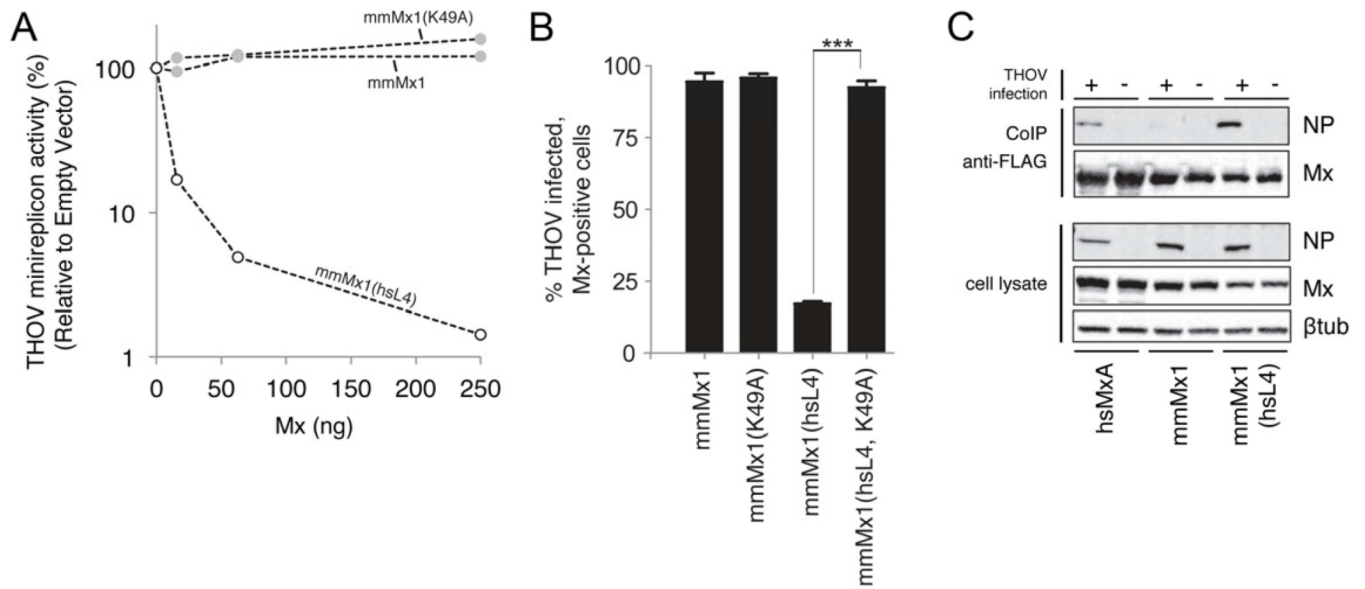 A
THOV minireplicon activity (%)
(Relative to Empty Vector)
100
10
1
mmMx1(K49A)
mmMx1
mmMx1(hsL4)
0 50 100 150 200 250
Mx (ng)
B
% THOV infected,
Mx-positive cells
100
75
50
25
0
***
mmMx1
mmMx1(K49A)
mmMx1(hsL4)
mmMx1(hsL4, K49A)
C
THOV
infection
+ - + - + -
CoIP
anti-FLAG
NP
Mx
cell lysate
NP
Mx
βtub
hsMxA
mmMx1
mmMx1
(hsL4)